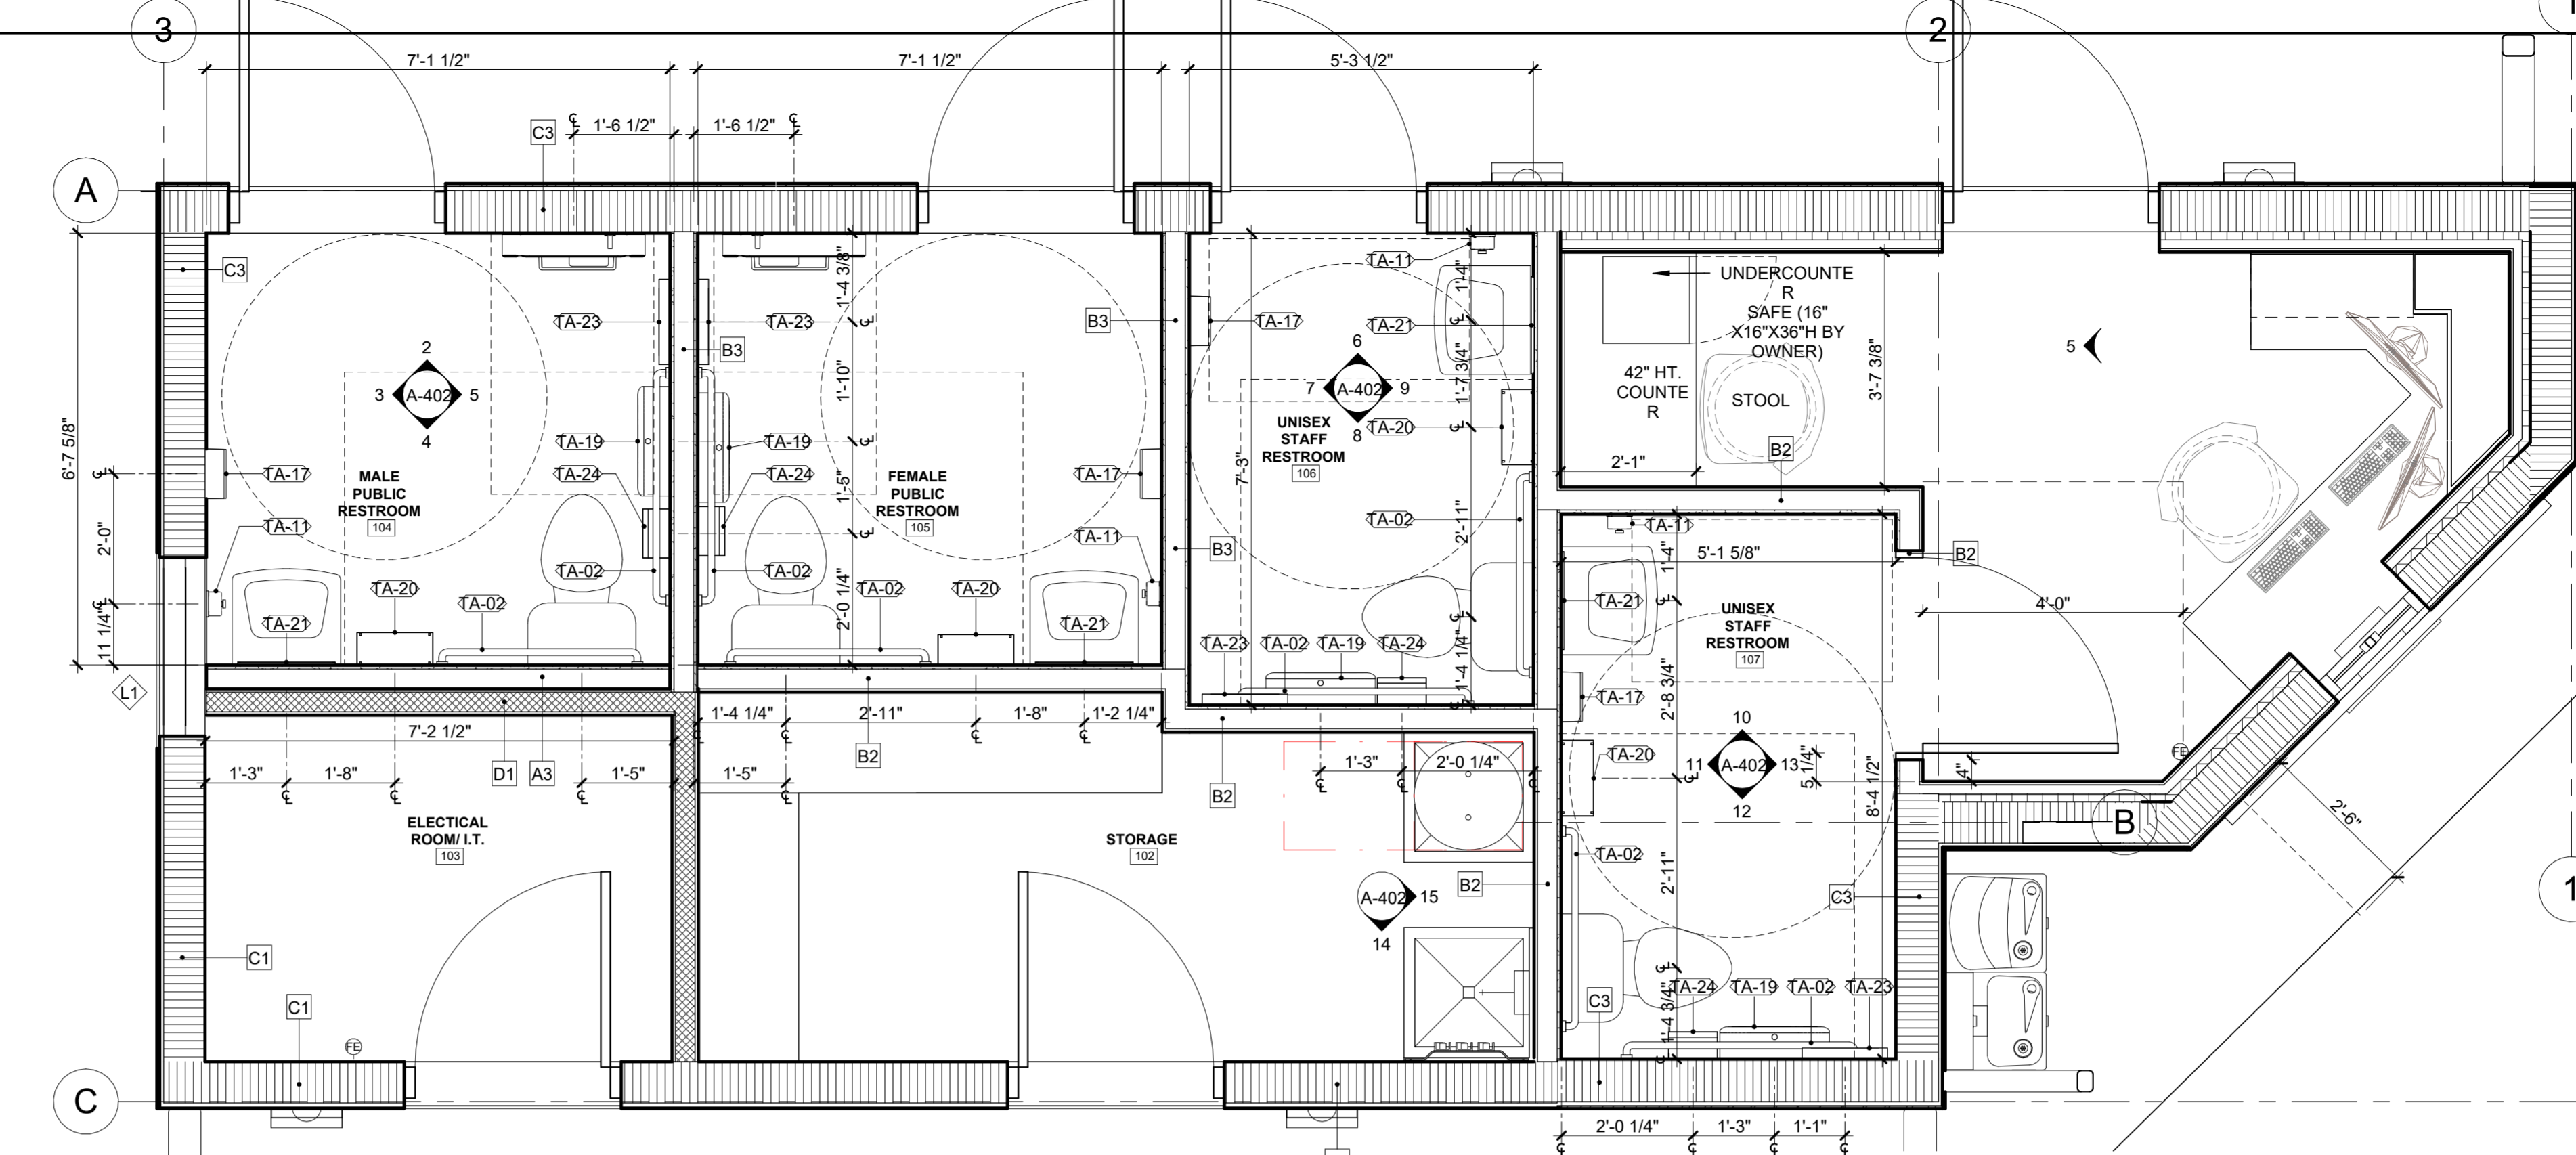 3
2
7'-1 1/2"
7'-1 1/2"
5'-3 1/2"
C3
1'-6 1/2"
1'-6 1/2"
A
C3
6'-7 5/8"
TA-23
TA-23
B3
B3
1'-4 3/8"
1'-10"
1'-5"
2'-0 1/4"
2
3
A-402
5
4
TA-19
TA-19
TA-24
TA-24
TA-17
TA-17
MALE
PUBLIC
RESTROOM
104
FEMALE
PUBLIC
RESTROOM
105
TA-11
TA-11
2'-0"
11 1/4"
TA-02
TA-02
TA-20
TA-02
TA-02
TA-20
TA-21
TA-21
L1
TA-11
TA-17
TA-21
1'-4"
1'-7 3/4"
2'-11"
1'-4 1/4"
6
7
A-402
9
8
TA-20
UNISEX
STAFF
RESTROOM
106
7'-3"
TA-02
B3
TA-23
TA-02
TA-19
TA-24
UNDERCOUNTE
R
SAFE (16"
X16"X36"H BY
OWNER)
42" HT.
COUNTE
R
STOOL
3'-7 3/8"
2'-1"
B2
5
TA-11
5'-1 5/8"
B2
1'-4"
TA-21
UNISEX
STAFF
RESTROOM
107
4'-0"
2'-8 3/4"
TA-17
TA-20
10
11
A-402
13
12
5 1/4"
8'-4 1/2"
4"
FE
TA-02
2'-11"
B
2'-6"
C3
1
TA-24
TA-19
TA-02
TA-23
1'-4 3/4"
C3
7'-2 1/2"
1'-3"
1'-8"
D1
A3
1'-5"
1'-5"
1'-4 1/4"
2'-11"
1'-8"
1'-2 1/4"
B2
B2
1'-3"
2'-0 1/4"
ELECTICAL
ROOM/ I.T.
103
STORAGE
102
A-402
15
14
B2
C1
C1
FE
C
2'-0 1/4"
1'-3"
1'-1"